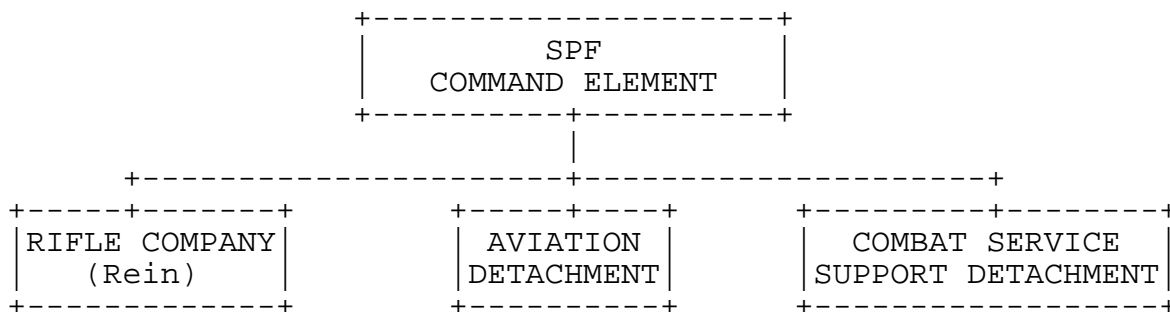 SPF
COMMAND ELEMENT
RIFLE COMPANY
(Rein)
AVIATION
DETACHMENT
COMBAT SERVICE
SUPPORT DETACHMENT